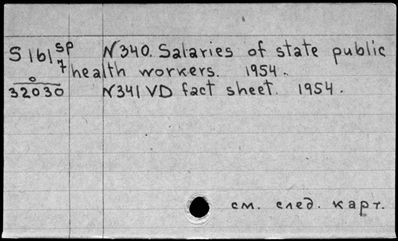 S 161 sp 7 N340. Salaries of state public
health workers. 1954.
0
32030 N341 VD fact sheet. 1954.
см. след. карт.